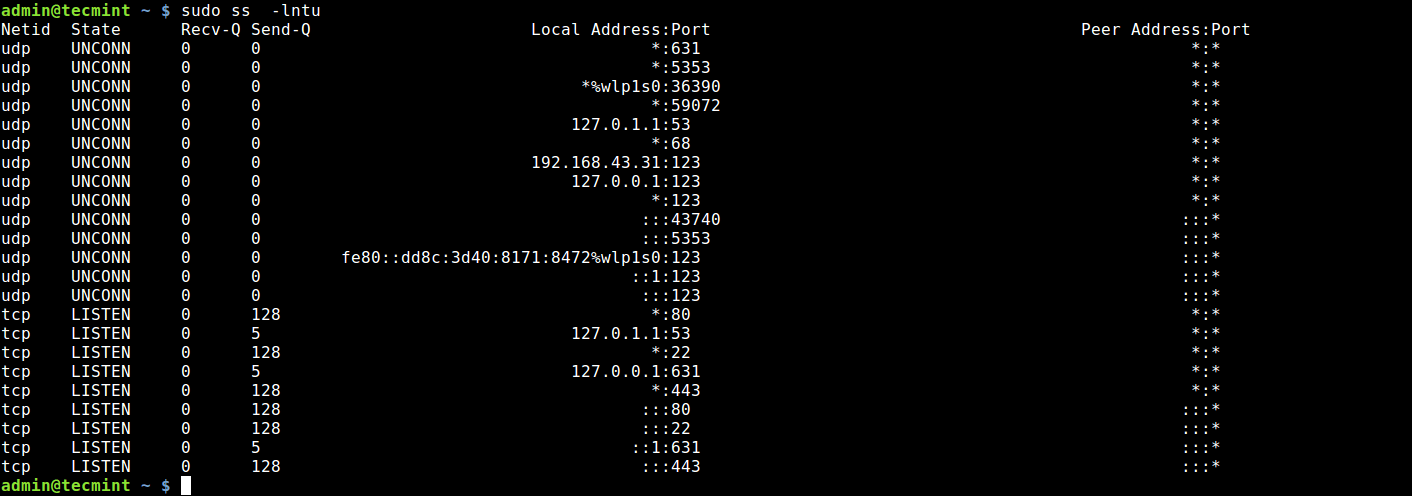 admin@tecmint ~ $ sudo ss  -lntu
Netid  State      Recv-Q Send-Q                      Local Address:Port                                     Peer Address:Port
udp    UNCONN     0      0                                       *:631                                                 *:*
udp    UNCONN     0      0                                       *:5353                                                *:*
udp    UNCONN     0      0                                *%wlp1s0:36390                                               *:*
udp    UNCONN     0      0                                       *:59072                                               *:*
udp    UNCONN     0      0                               127.0.1.1:53                                                  *:*
udp    UNCONN     0      0                                       *:68                                                  *:*
udp    UNCONN     0      0                           192.168.43.31:123                                                 *:*
udp    UNCONN     0      0                               127.0.0.1:123                                                 *:*
udp    UNCONN     0      0                                       *:123                                                 *:*
udp    UNCONN     0      0                                      :::43740                                              :::*
udp    UNCONN     0      0                                      :::5353                                               :::*
udp    UNCONN     0      0        fe80::dd8c:3d40:8171:8472%wlp1s0:123                                                :::*
udp    UNCONN     0      0                                     ::1:123                                                :::*
udp    UNCONN     0      0                                      :::123                                                :::*
tcp    LISTEN     0      128                                     *:80                                                  *:*
tcp    LISTEN     0      5                               127.0.1.1:53                                                  *:*
tcp    LISTEN     0      128                                     *:22                                                  *:*
tcp    LISTEN     0      5                               127.0.0.1:631                                                 *:*
tcp    LISTEN     0      128                                     *:443                                                 *:*
tcp    LISTEN     0      128                                    :::80                                                 :::*
tcp    LISTEN     0      128                                    :::22                                                 :::*
tcp    LISTEN     0      5                                     ::1:631                                                :::*
tcp    LISTEN     0      128                                    :::443                                                :::*
admin@tecmint ~ $